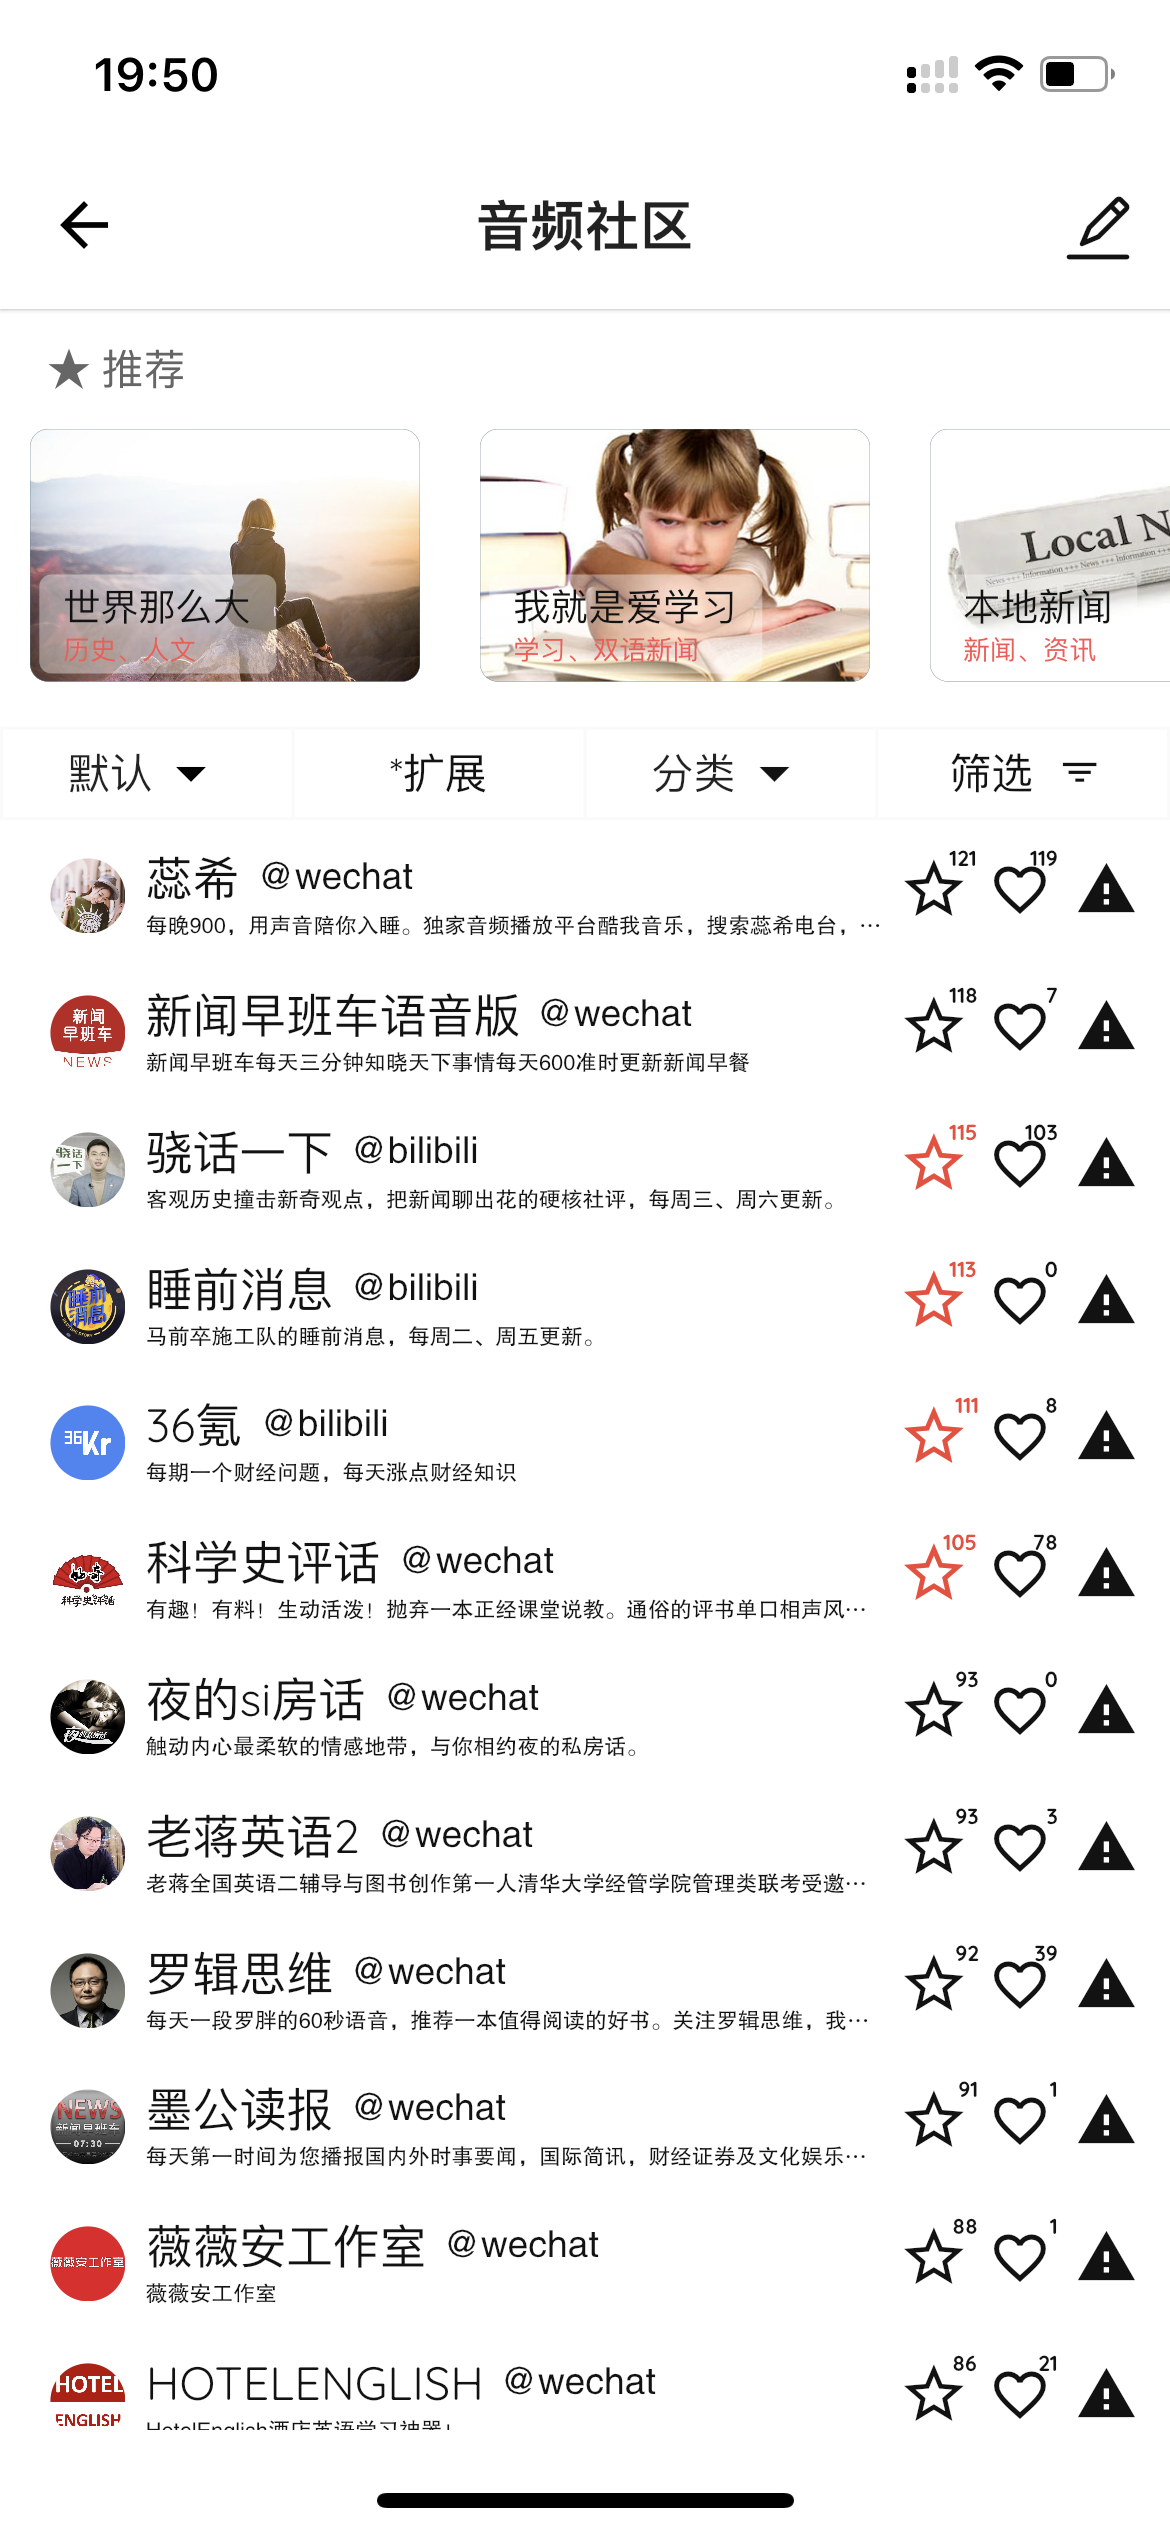 19:50
音频社区
★ 推荐
世界那么大
历史、人文
我就是爱学习
学习、双语新闻
Local N
本地新闻
新闻、资讯
默认
*扩展
分类
筛选
蕊希 @wechat
121
119
每晚900，用声音陪你入睡。独家音频播放平台酷我音乐，搜索蕊希电台，…
新闻
早班车
NEWS
新闻早班车语音版 @wechat
118
7
新闻早班车每天三分钟知晓天下事情每天600准时更新新闻早餐
骁话
一下
骁话一下 @bilibili
115
103
客观历史撞击新奇观点，把新闻聊出花的硬核社评，每周三、周六更新。
睡前
消息
睡前消息 @bilibili
113
0
马前卒施工队的睡前消息，每周二、周五更新。
36Kr
36氪 @bilibili
111
8
每期一个财经问题，每天涨点财经知识
科学史评话
科学史评话 @wechat
105
78
有趣！有料！生动活泼！抛弃一本正经课堂说教。通俗的评书单口相声风…
夜的si房话 @wechat
93
0
触动内心最柔软的情感地带，与你相约夜的私房话。
老蒋英语2 @wechat
93
3
老蒋全国英语二辅导与图书创作第一人清华大学经管学院管理类联考受邀…
罗辑思维 @wechat
92
39
每天一段罗胖的60秒语音，推荐一本值得阅读的好书。关注罗辑思维，我…
NEWS
新闻早班车
07:30
墨公读报 @wechat
91
1
每天第一时间为您播报国内外时事要闻，国际简讯，财经证券及文化娱乐…
薇薇安工作室
薇薇安工作室 @wechat
88
1
薇薇安工作室
HOTEL
ENGLISH
HOTELENGLISH @wechat
86
21
HotelEnglish酒店英语学习神器！